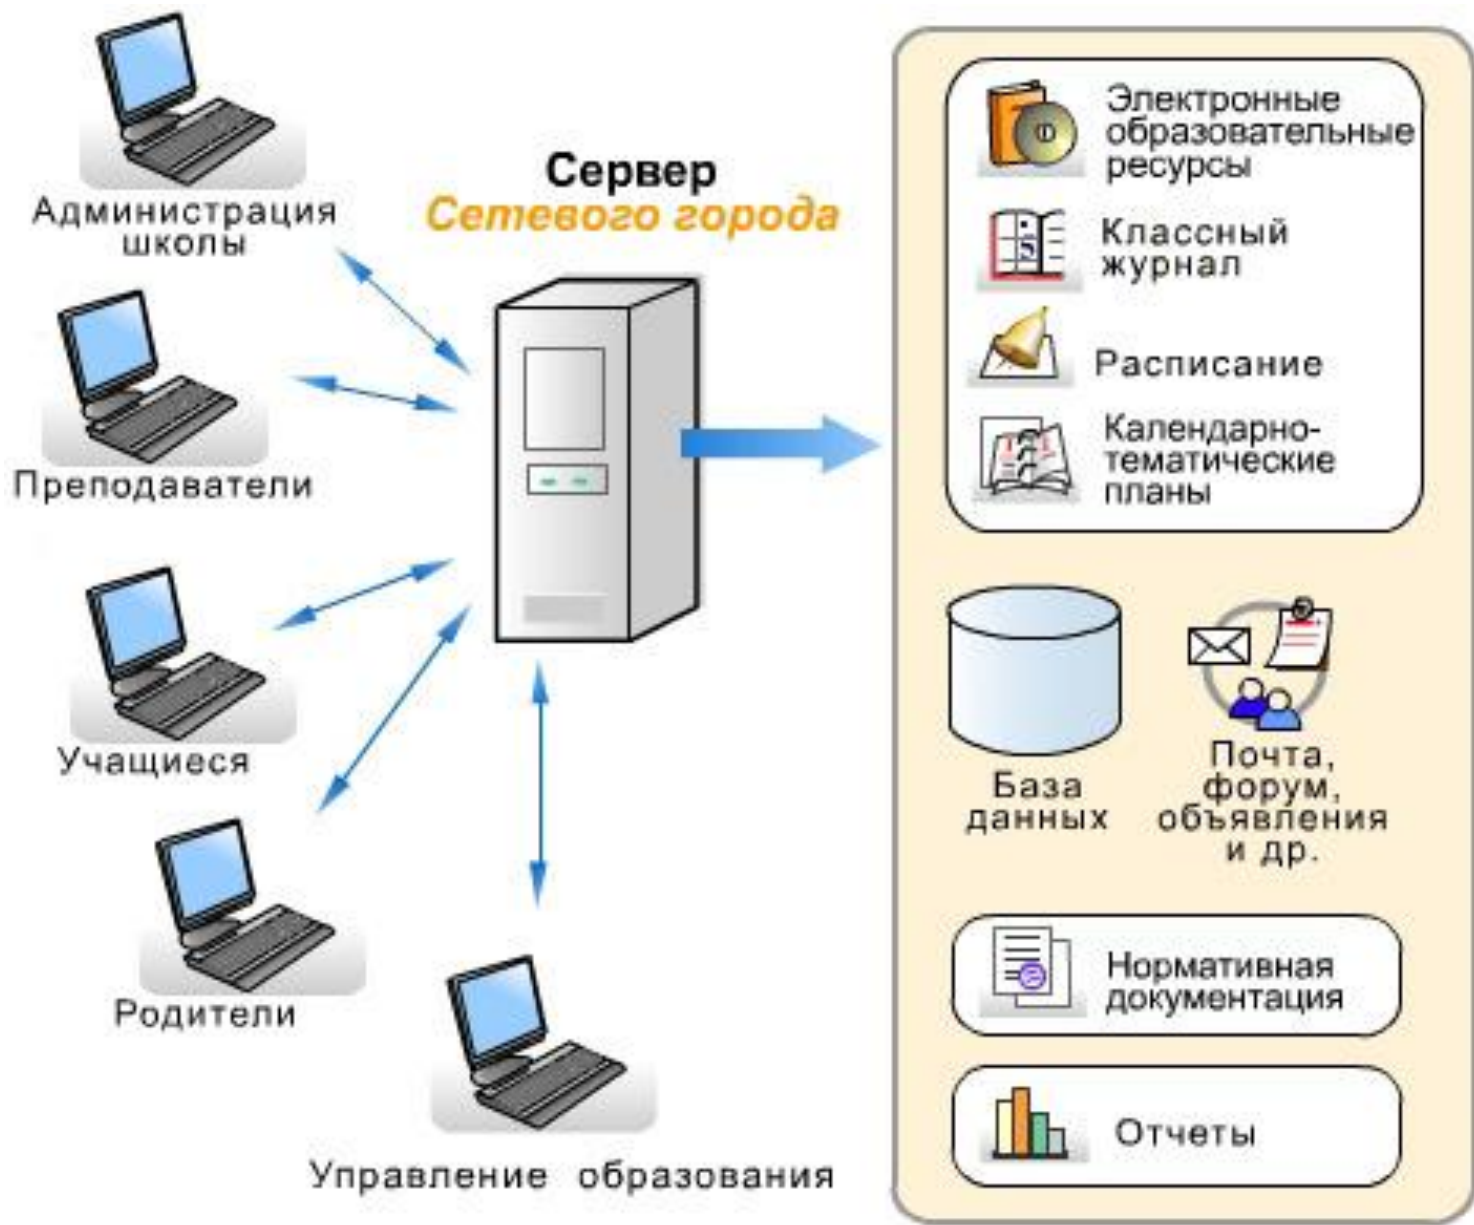 Сервер
Сетевого города
Администрация
школы
Преподаватели
Учащиеся
Родители
Управление образования
Электронные
образовательные
ресурсы
Классный
журнал
Расписание
Календарно-
тематические
планы
База
данных
Почта,
форум,
объявления
и др.
Нормативная
документация
Отчеты